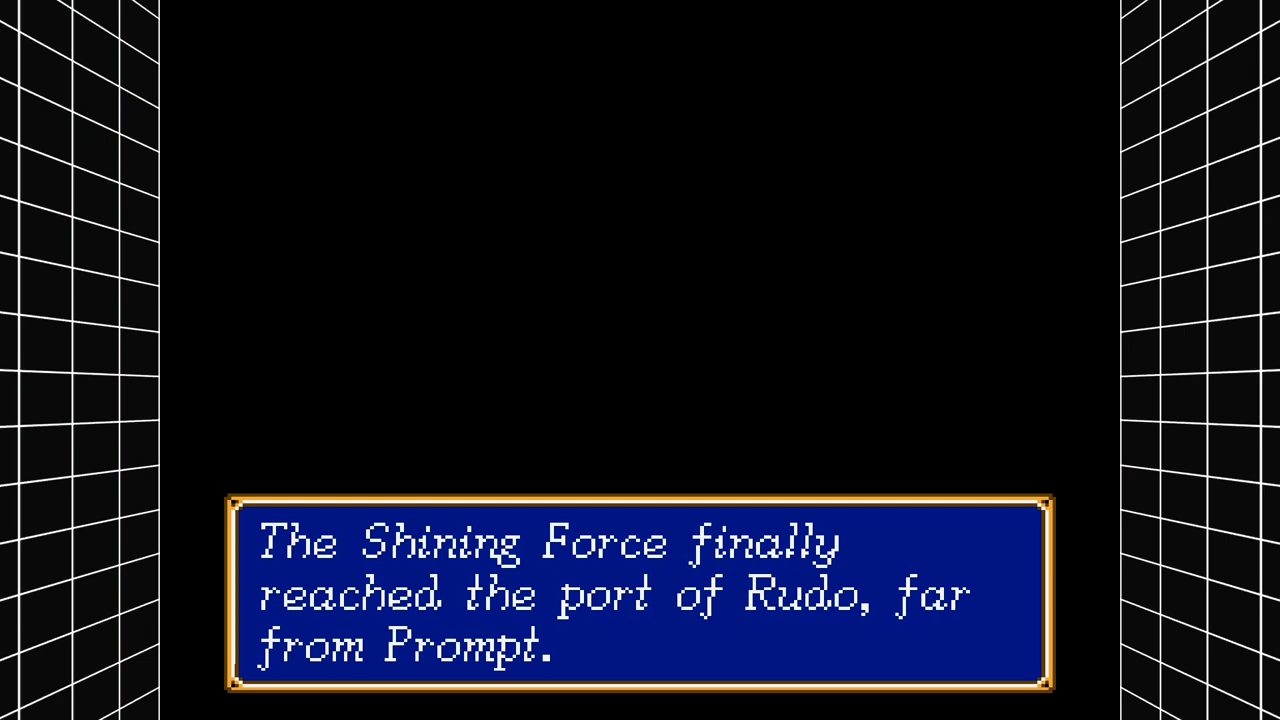 The Shining Force finally
reached the port of Rudo, far
from Prompt.